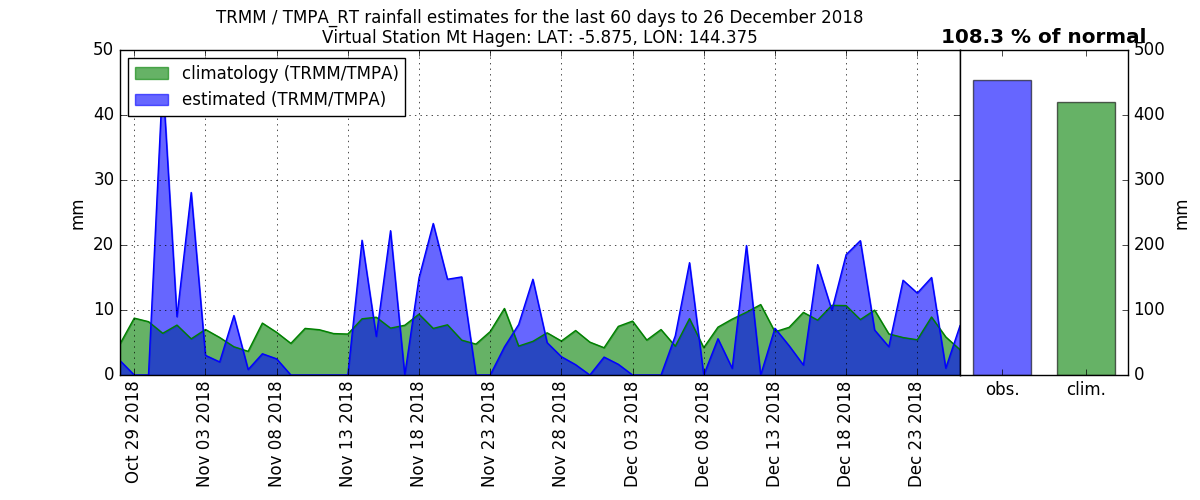 TRMM / TMPA_RT rainfall estimates for the last 60 days to 26 December 2018
Virtual Station Mt Hagen: LAT: -5.875, LON: 144.375
108.3 % of normal
climatology (TRMM/TMPA)
estimated (TRMM/TMPA)
50
40
30
20
10
0
mm
500
400
300
200
100
0
mm
Oct 29 2018
Nov 03 2018
Nov 08 2018
Nov 13 2018
Nov 18 2018
Nov 23 2018
Nov 28 2018
Dec 03 2018
Dec 08 2018
Dec 13 2018
Dec 18 2018
Dec 23 2018
obs.
clim.